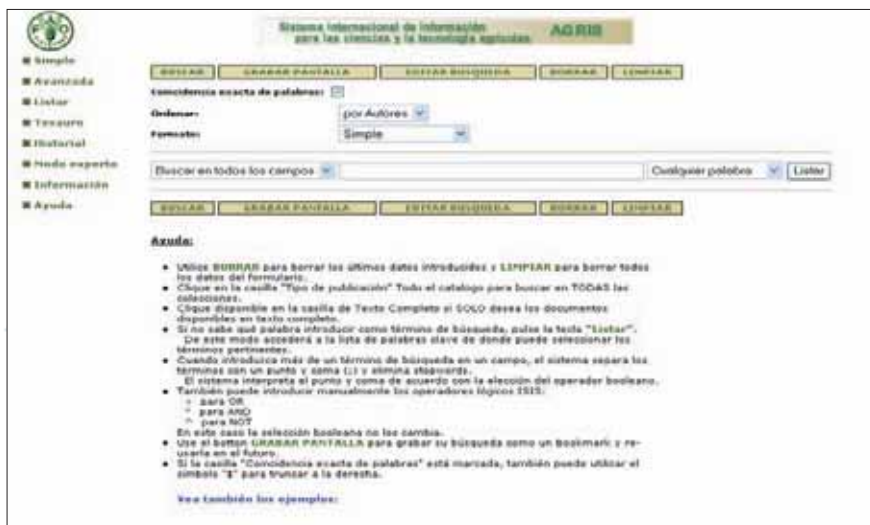 Sistema Internacional de Información
para las ciencias y la tecnología agrícolas
AGRIS
Simple
Avanzada
Listar
Tesauro
Historial
Modo experto
Información
Ayuda
BUSCAR GRABAR PANTALLA EDITAR BUSQUEDA BORRAR LIMPIAR
Coincidencia exacta de palabras:
Ordenar: por Autores
Formato: Simple
Buscar en todos los campos Cualquier palabra Listar
BUSCAR GRABAR PANTALLA EDITAR BUSQUEDA BORRAR LIMPIAR
Ayuda:
Utilice BORRAR para borrar los últimos datos introducidos y LIMPIAR para borrar todos
los datos del formulario.
Clique en la casilla "Tipo de publicación" Todo el catalogo para buscar en TODAS las
colecciones.
Clique disponible en la casilla de Texto Completo si SOLO desea los documentos
disponibles en texto completo.
Si no sabe qué palabra introducir como término de búsqueda, pulse la tecla "Listar".
De este modo accederá a la lista de palabras clave de donde puede seleccionar los
términos pertinentes.
Cuando introduzca más de un término de búsqueda en un campo, el sistema separa los
términos con un punto y coma (;) y elimina stopwords.
El sistema interpreta el punto y coma de acuerdo con la elección del operador booleano.
También puede introducir manualmente los operadores lógicos ISIS:
+ para OR
* para AND
^ para NOT
En este caso la selección booleana no los cambia.
Use el button GRABAR PANTALLA para grabar su búsqueda como un bookmark y re-
usarla en el futuro.
Si la casilla "Coincidencia exacta de palabras" está marcada, también puede utilizar el
símbolo "$" para truncar a la derecha.
Vea también los ejemplos: